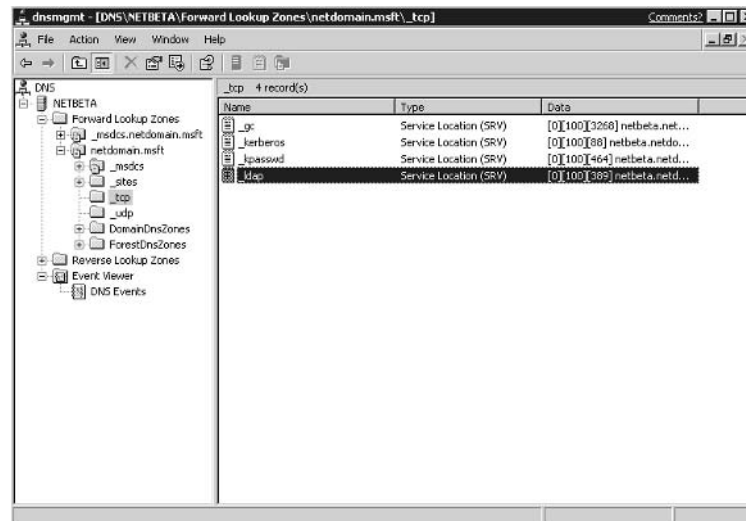 dnsmgmt - [DNS\NETBETA\Forward Lookup Zones\netdomain.msft\_tcp]
Comments?
File Action View Window Help
DNS
NETBETA
Forward Lookup Zones
_msdcs.netdomain.msft
netdomain.msft
_msdcs
_sites
_tcp
_udp
DomainDnsZones
ForestDnsZones
Reverse Lookup Zones
Event Viewer
DNS Events
_tcp 4 record(s)
Name Type Data
_gc Service Location (SRV) [0][100][3268] netbeta.net...
_kerberos Service Location (SRV) [0][100][88] netbeta.netdo...
_kpasswd Service Location (SRV) [0][100][464] netbeta.netd...
_ldap Service Location (SRV) [0][100][389] netbeta.netd...